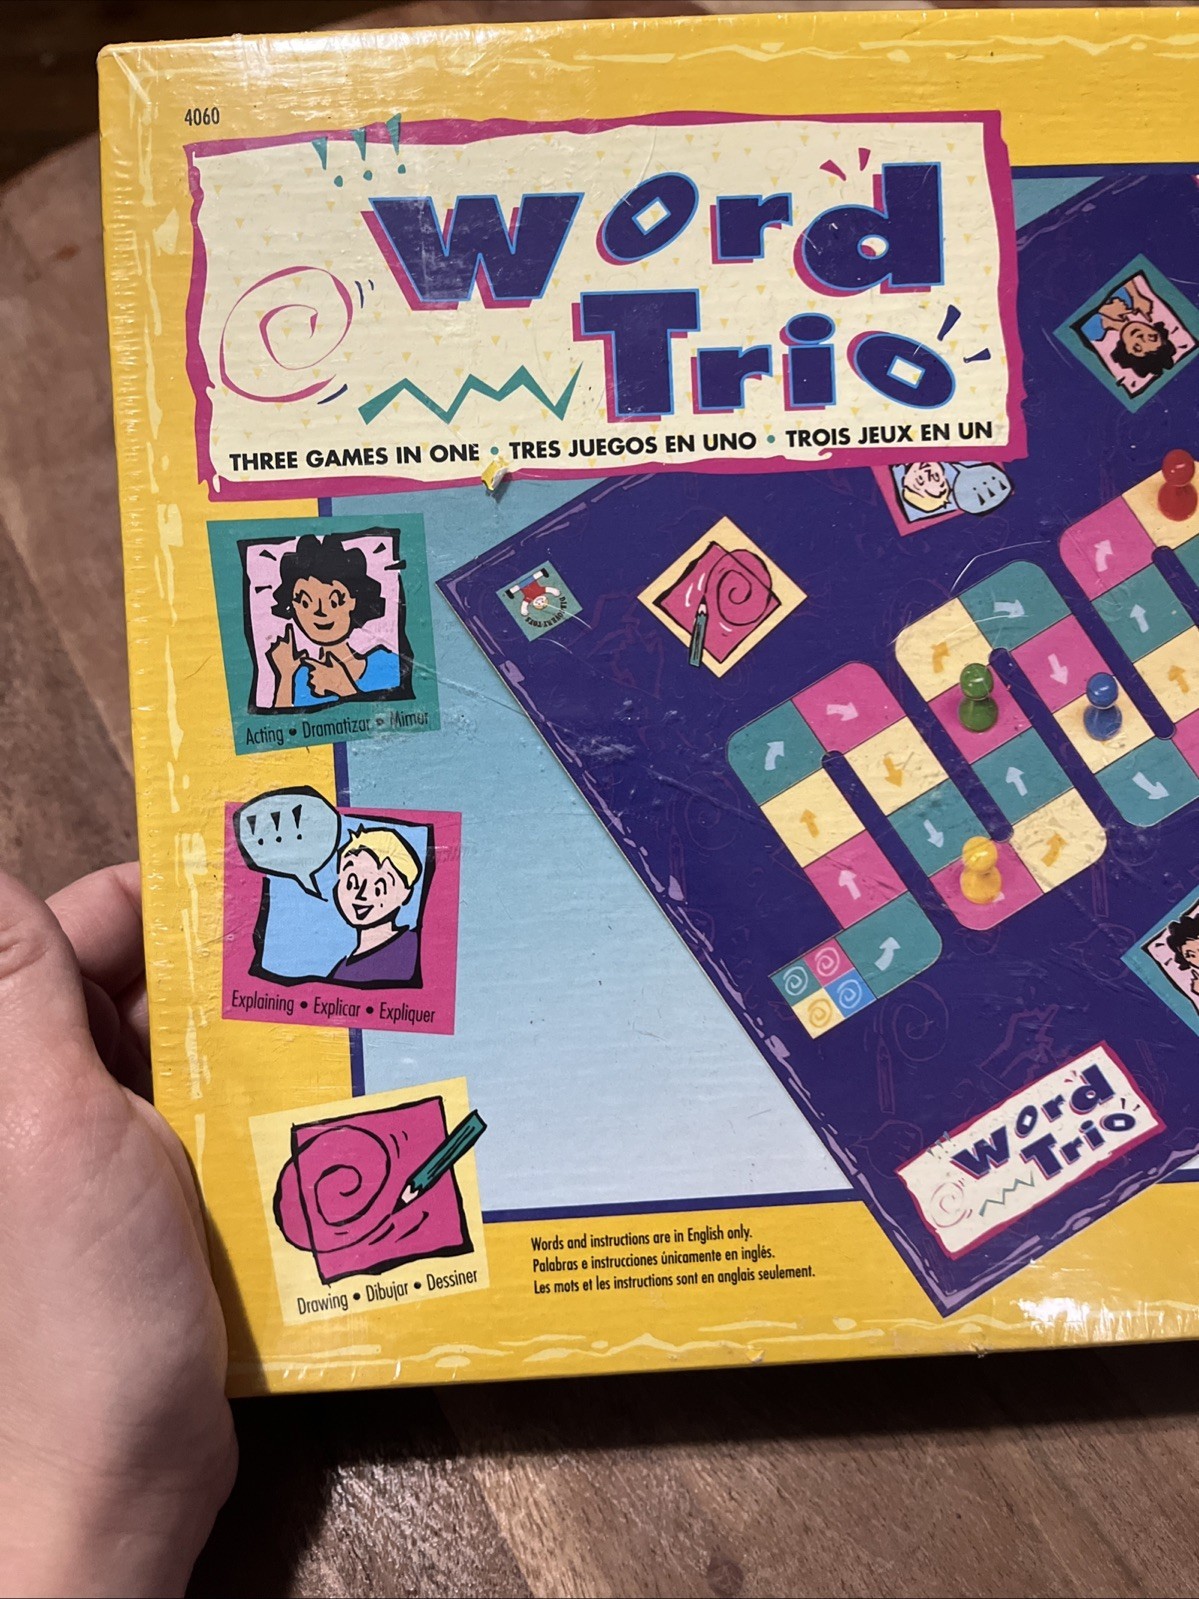 4060
Word
Trio
THREE GAMES IN ONE • TRES JUEGOS EN UNO • TROIS JEUX EN UN
Acting • Dramatizar • Mimer
!!!
Explaining • Explicar • Expliquer
Drawing • Dibujar • Dessiner
Words and instructions are in English only.
Palabras e instrucciones únicamente en inglés.
Les mots et les instructions sont en anglais seulement.
Word
Trio